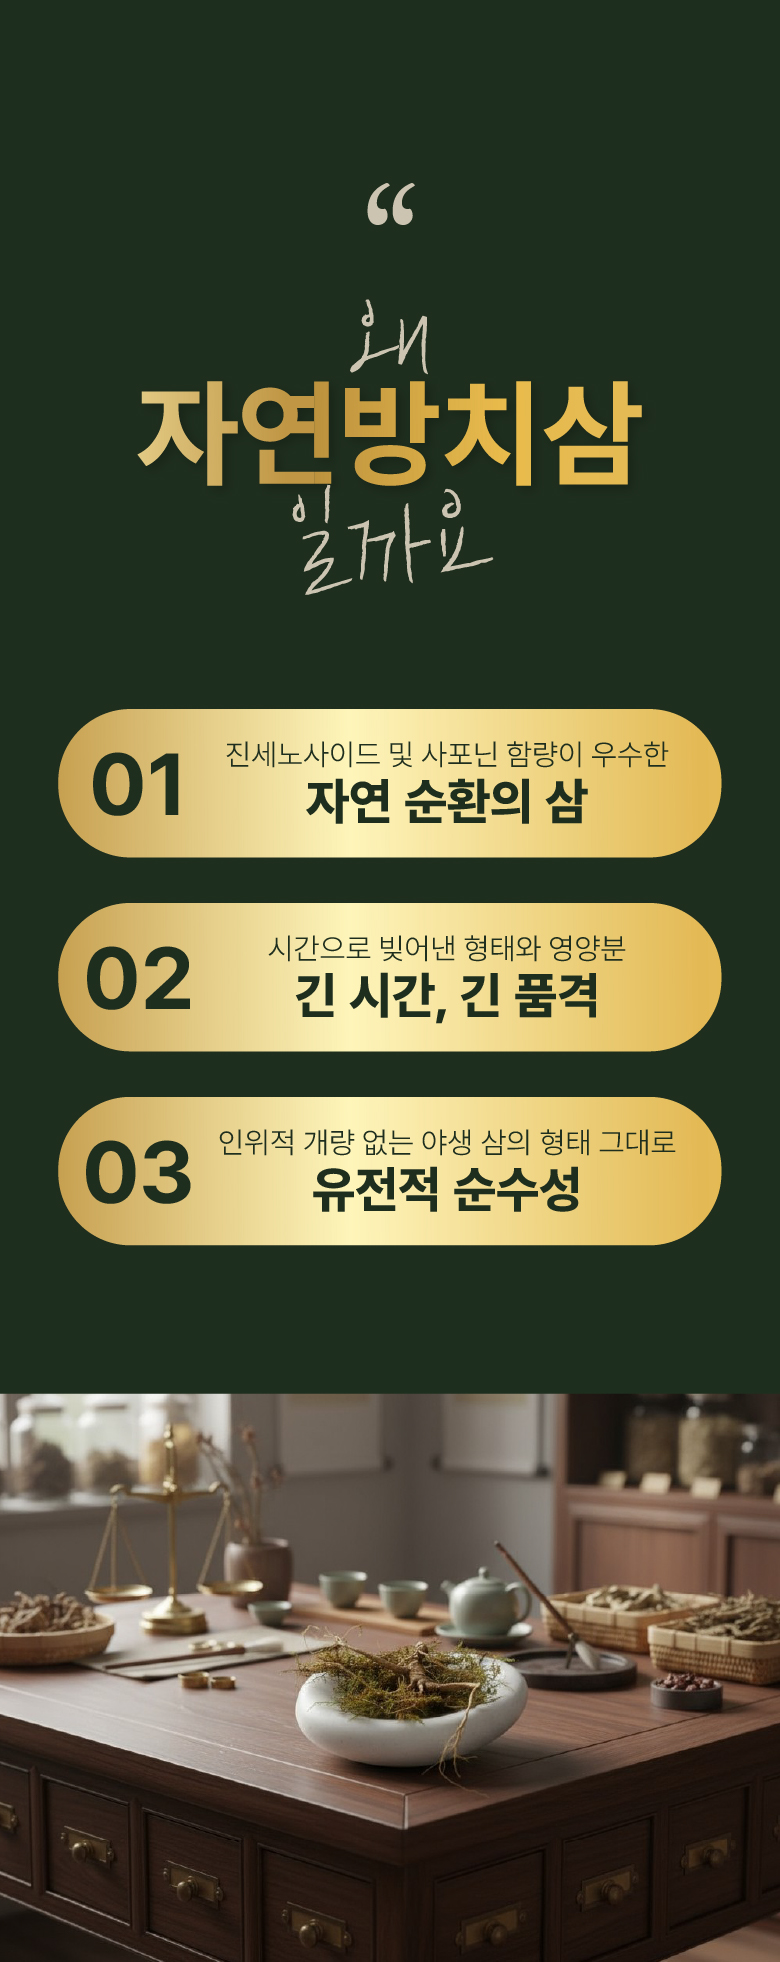 “
왜
자연방치삼
일까요
01
진세노사이드 및 사포닌 함량이 우수한
자연 순환의 삼
02
시간으로 빚어낸 형태와 영양분
긴 시간, 긴 품격
03
인위적 개량 없는 야생 삼의 형태 그대로
유전적 순수성